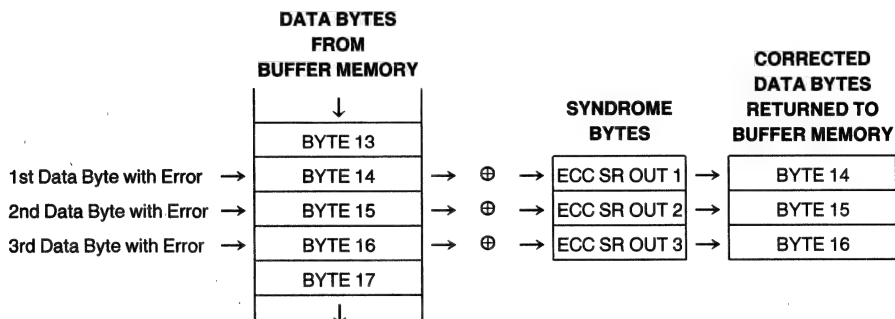 DATA BYTES
FROM
BUFFER MEMORY
CORRECTED
DATA BYTES
RETURNED TO
BUFFER MEMORY
SYNDROME
BYTES
↓
BYTE 13
1st Data Byte with Error → BYTE 14 → ⊕ → ECC SR OUT 1 → BYTE 14
2nd Data Byte with Error → BYTE 15 → ⊕ → ECC SR OUT 2 → BYTE 15
3rd Data Byte with Error → BYTE 16 → ⊕ → ECC SR OUT 3 → BYTE 16
BYTE 17
↓